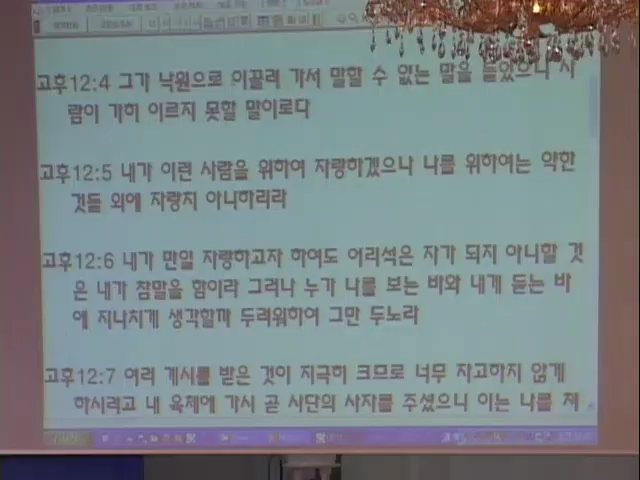 고후12:4 그가 낙원으로 이끌려 가서 말할 수 없는 말을 들었으니 사
람이 가히 이르지 못할 말이로다
고후12:5 내가 이런 사람을 위하여 자랑하겠으나 나를 위하여는 약한
것들 외에 자랑치 아니하리라
고후12:6 내가 만일 자랑하고자 하여도 어리석은 자가 되지 아니할 것
은 내가 참말을 함이라 그러나 누가 나를 보는 바와 내게 듣는 바
에 지나치게 생각할까 두려워하여 그만 두노라
고후12:7 여러 계시를 받은 것이 지극히 크므로 너무 자고하지 않게
하시려고 내 육체에 가시 곧 사단의 사자를 주셨으니 이는 나를 쳐